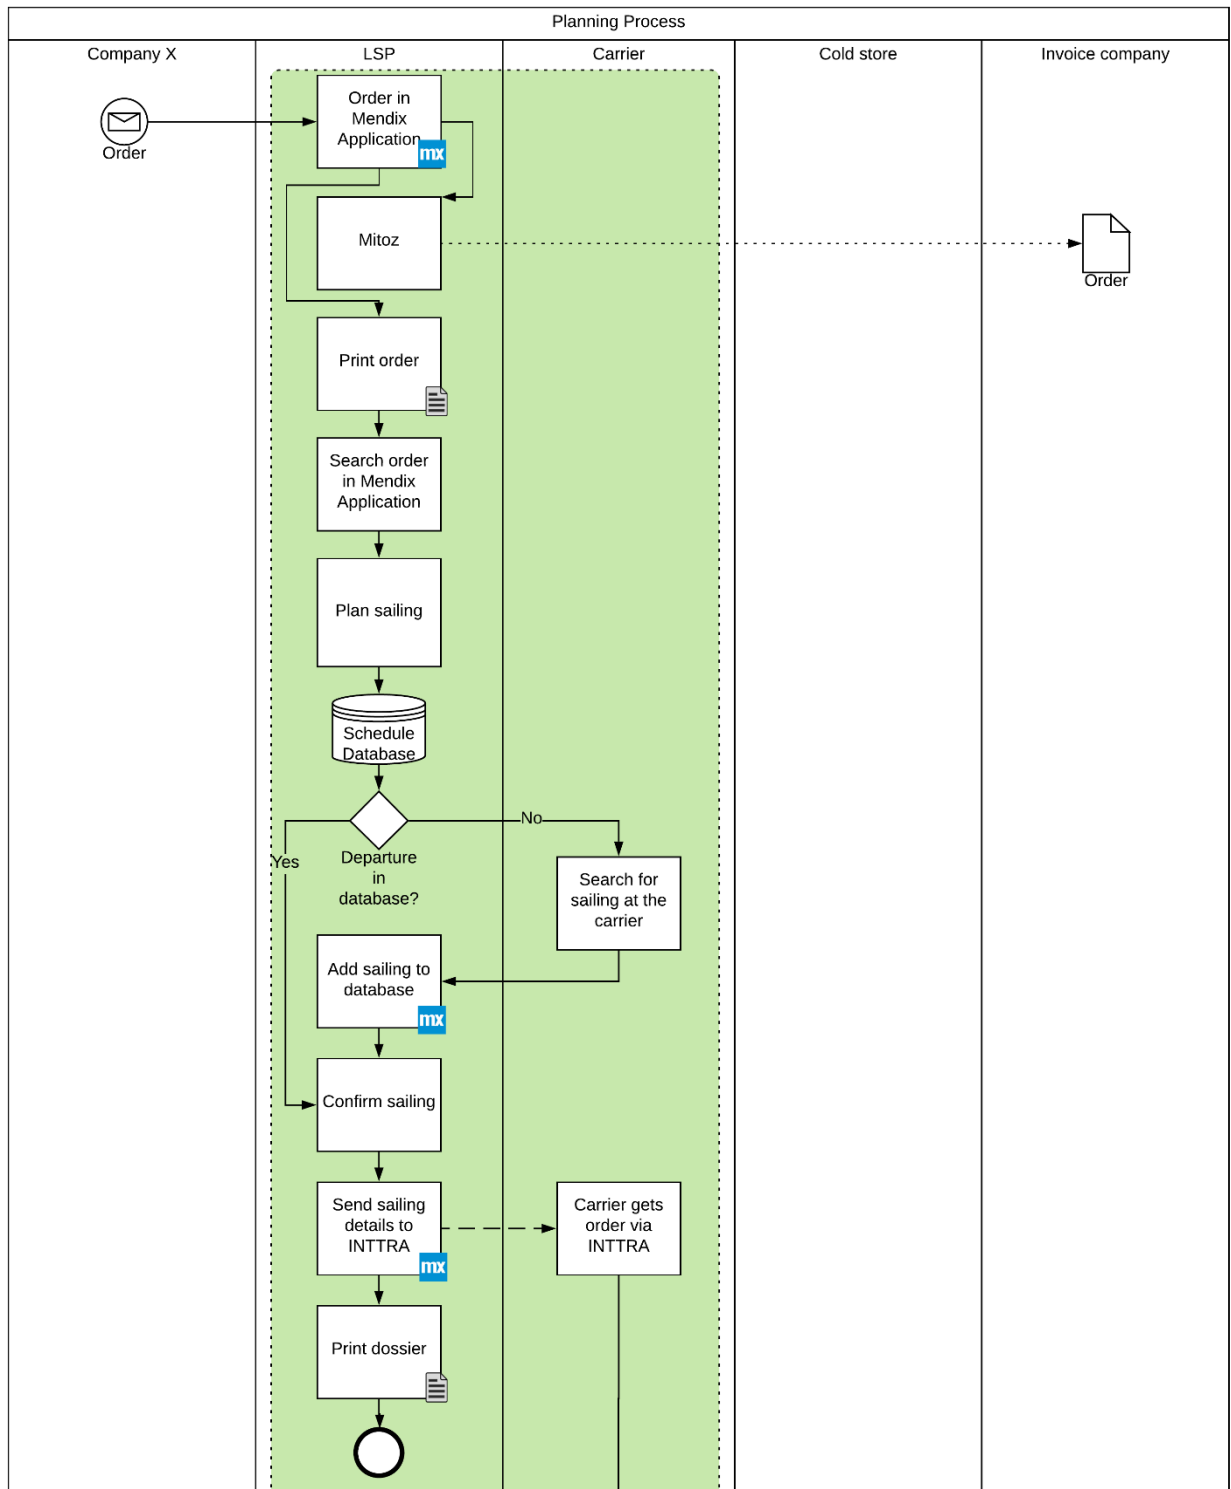 Planning Process
Company X
LSP
Carrier
Cold store
Invoice company
Order
Order in
Mendix
Application
mx
Mitoz
Order
Print order
Search order
in Mendix
Application
Plan sailing
Schedule
Database
No
Yes
Departure
in
database?
Search for
sailing at the
carrier
Add sailing to
database
mx
Confirm sailing
Send sailing
details to
INTTRA
mx
Carrier gets
order via
INTTRA
Print dossier